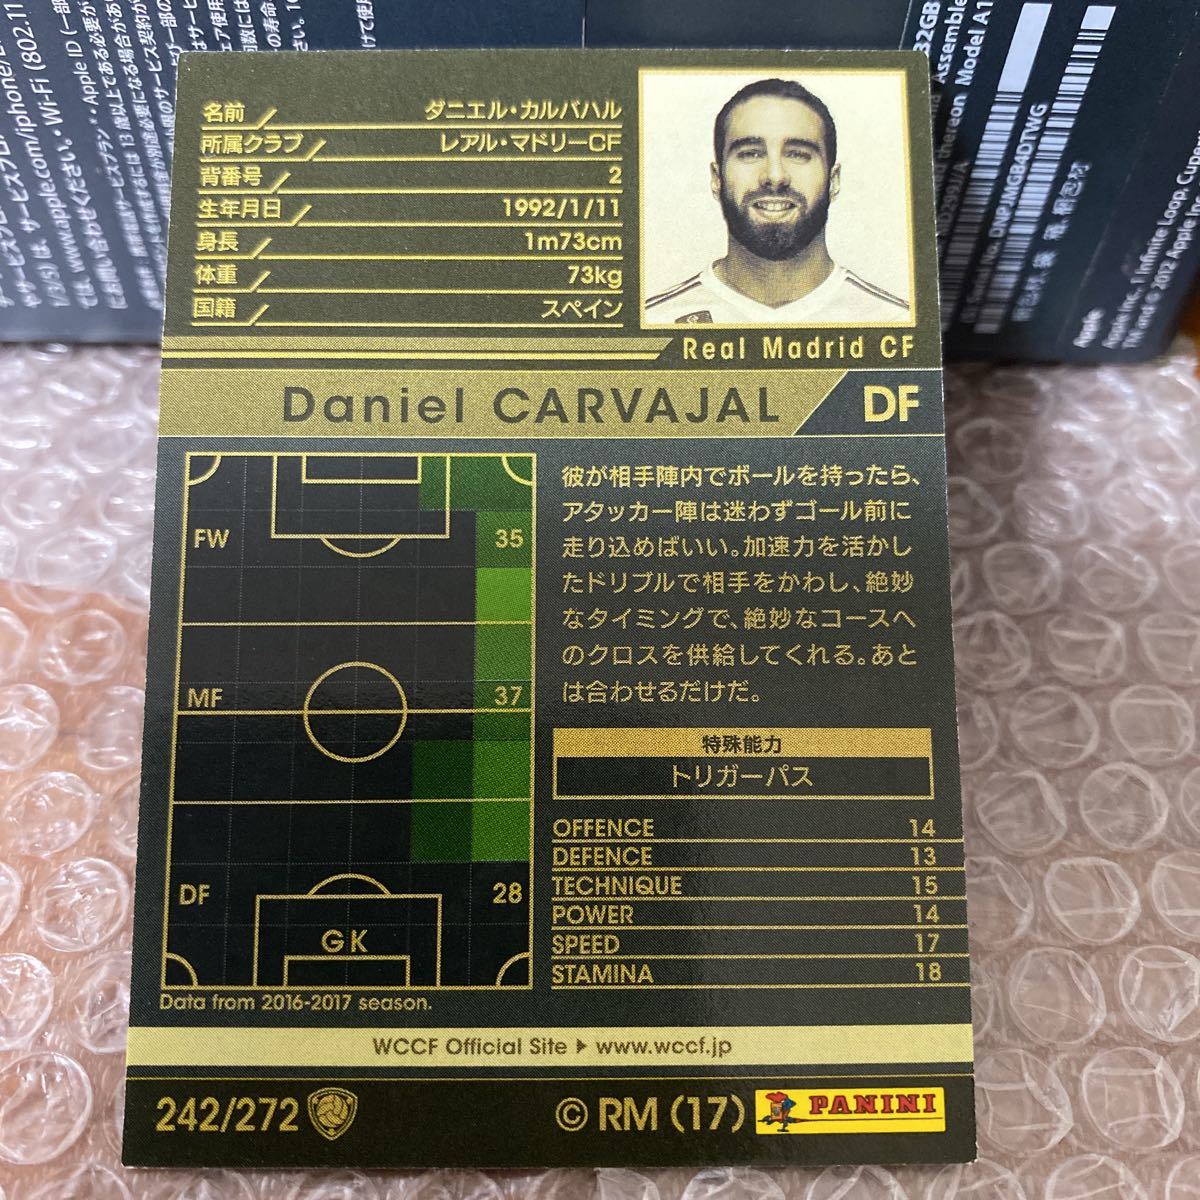 名前 ダニエル・カルバハル
所属クラブ レアル・マドリーCF
背番号 2
生年月日 1992/1/11
身長 1m73cm
体重 73kg
国籍 スペイン
Real Madrid CF
Daniel CARVAJAL DF
FW 35
MF 37
DF 28
GK
Data from 2016-2017 season.
彼が相手陣内でボールを持ったら、
アタッカー陣は迷わずゴール前に
走り込めばいい。加速力を活かし
たドリブルで相手をかわし、絶妙
なタイミングで、絶妙なコースへ
のクロスを供給してくれる。あと
は合わせるだけだ。
特殊能力
トリガーパス
OFFENCE 14
DEFENCE 13
TECHNIQUE 15
POWER 14
SPEED 17
STAMINA 18
WCCF Official Site ▶ www.wccf.jp
242/272
© RM (17) PANINI